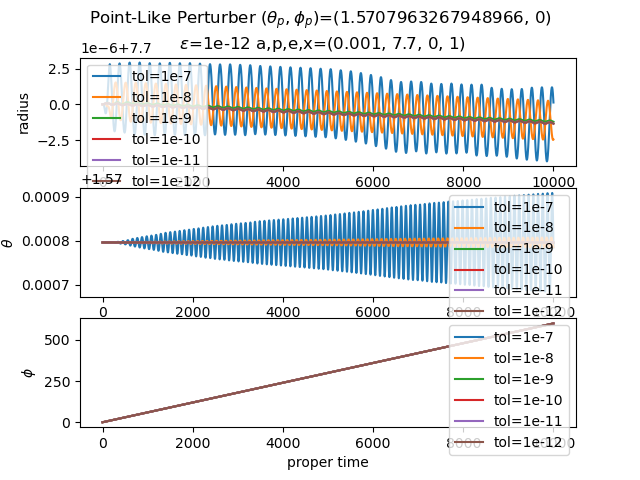 Point-Like Perturber (θp, ϕp)=(1.5707963267948966, 0)
ε=1e-12 a,p,e,x=(0.001, 7.7, 0, 1)
1e-6+7.7
2.5
0.0
−2.5
radius
tol=1e-7
tol=1e-8
tol=1e-9
tol=1e-10
tol=1e-11
tol=1e-12
4000
6000
8000
10000
+1.57
0.0009
0.0008
0.0007
θ
tol=1e-7
tol=1e-8
tol=1e-9
tol=1e-10
tol=1e-11
tol=1e-12
0
2000
4000
6000
8000
500
250
0
ϕ
tol=1e-7
tol=1e-8
tol=1e-9
tol=1e-10
tol=1e-11
tol=1e-12
0
2000
4000
6000
8000
proper time